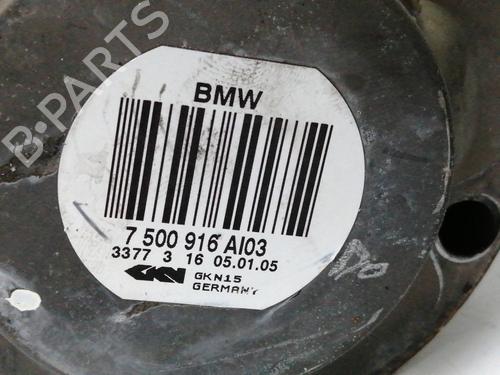 B-PARTS
BMW
7 500 916 AI03
3377 3 16 05.01.05
GKN
GKN15
GERMANY